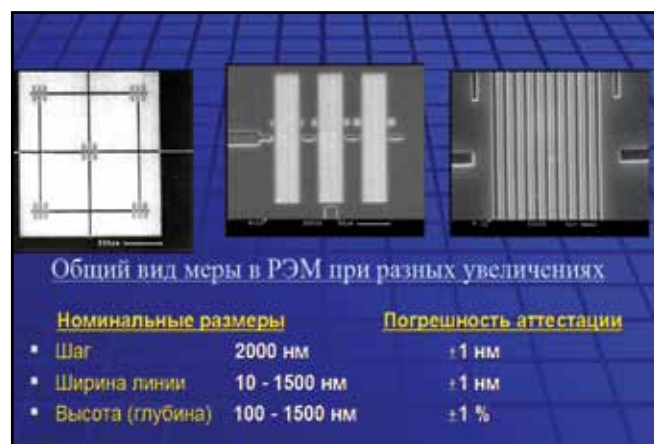 Общий вид меры в РЭМ при разных увеличениях
Номинальные размеры Погрешность аттестации
▪ Шаг 2000 нм ±1 нм
▪ Ширина линии 10 - 1500 нм ±1 нм
▪ Высота (глубина) 100 - 1500 нм ±1 %